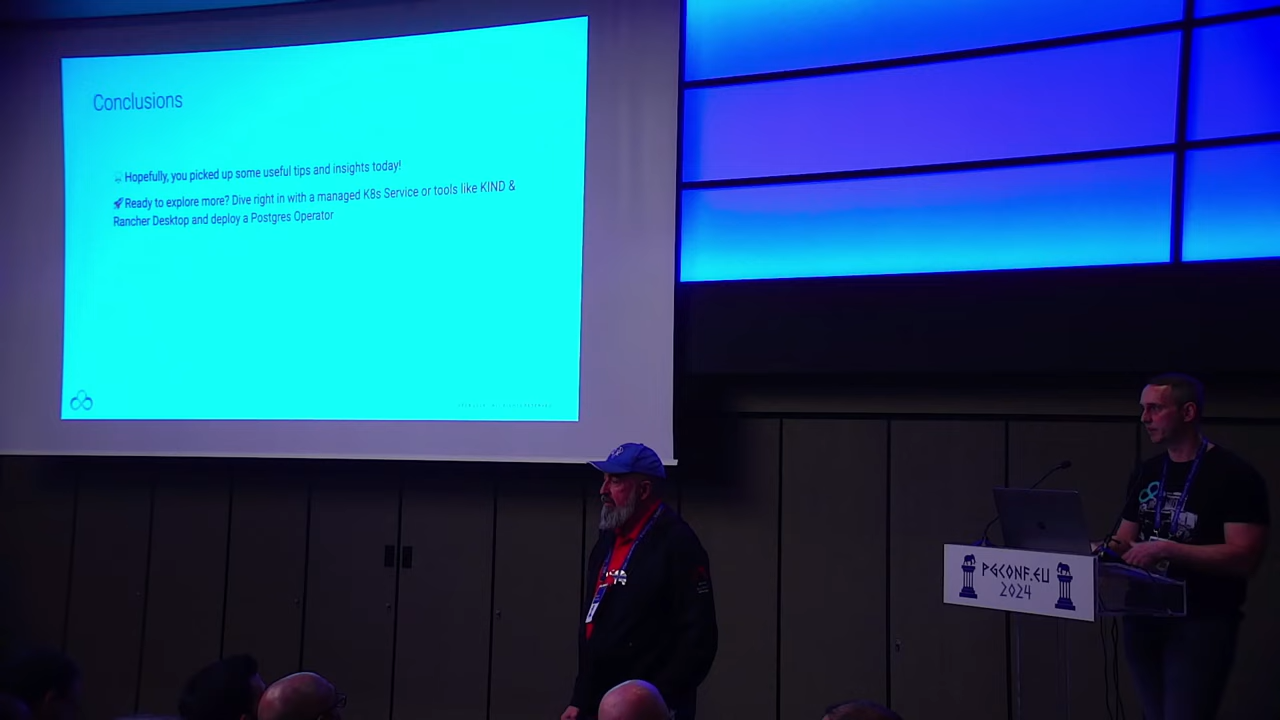 Conclusions
Hopefully, you picked up some useful tips and insights today!
🚀Ready to explore more? Dive right in with a managed K8s Service or tools like KIND &
Rancher Desktop and deploy a Postgres Operator
PGCONF.EU
2024